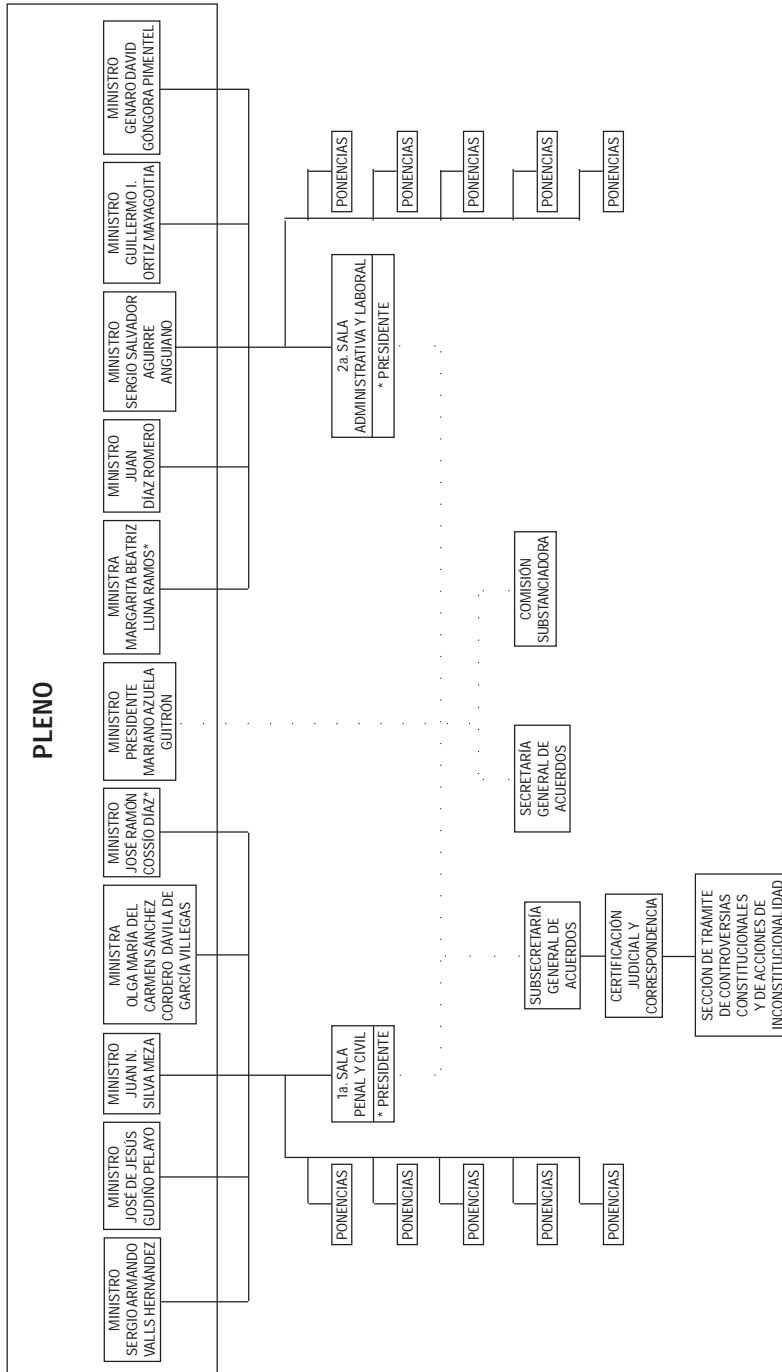 PLENO
MINISTRO
SERGIO ARMANDO
VALLS HERNÁNDEZ
MINISTRO
JOSÉ DE JESÚS
GUDIÑO PELAYO
MINISTRO
JUAN N.
SILVA MEZA
MINISTRA
OLGA MARÍA DEL
CARMEN SÁNCHEZ
CORDERO DÁVILA DE
GARCÍA VILLEGAS
MINISTRO
JOSÉ RAMÓN
COSSÍO DÍAZ*
MINISTRO
PRESIDENTE
MARIANO AZUELA
GÜITRÓN
MINISTRA
MARGARITA BEATRIZ
LUNA RAMOS*
MINISTRO
JUAN
DÍAZ ROMERO
MINISTRO
SERGIO SALVADOR
AGUIRRE
ANGUIANO
MINISTRO
GUILLERMO I.
ORTIZ MAYAGOITIA
MINISTRO
GENARO DAVID
GÓNGORA PIMENTEL
1a. SALA
PENAL Y CIVIL
* PRESIDENTE
2a. SALA
ADMINISTRATIVA Y LABORAL
* PRESIDENTE
PONENCIAS
PONENCIAS
PONENCIAS
PONENCIAS
PONENCIAS
PONENCIAS
PONENCIAS
PONENCIAS
PONENCIAS
PONENCIAS
SUBSECRETARÍA
GENERAL DE
ACUERDOS
SECRETARÍA
GENERAL DE
ACUERDOS
COMISIÓN
SUBSTANCIADORA
CERTIFICACIÓN
JUDICIAL Y
CORRESPONDENCIA
SECCIÓN DE TRÁMITE
DE CONTROVERSIAS
CONSTITUCIONALES
Y DE ACCIONES DE
INCONSTITUCIONALIDAD